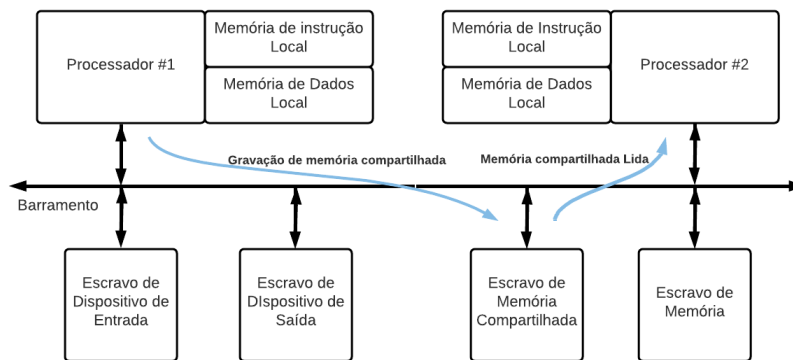 Processador #1
Memória de instrução
Local
Memória de Dados
Local
Memória de Instrução
Local
Memória de Dados
Local
Processador #2
Gravação de memória compartilhada
Memória compartilhada Lida
Barramento
Escravo de
Dispositivo de
Entrada
Escravo de
DIspositivo de
Saída
Escravo de
Memória
Compartilhada
Escravo de
Memória